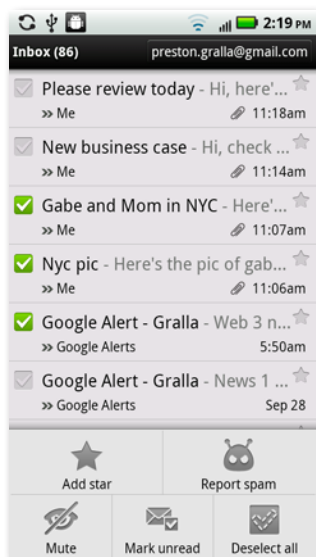 2:19 PM
Inbox (86) preston.gralla@gmail.com
Please review today - Hi, here'...
» Me 11:18am
New business case - Hi, check ...
» Me 11:14am
Gabe and Mom in NYC - Here'...
» Me 11:07am
Nyc pic - Here's the pic of gab...
» Me 11:06am
Google Alert - Gralla - Web 3 n...
» Google Alerts 5:50am
Google Alert - Gralla - News 1 ...
» Google Alerts Sep 28
Add star Report spam
Mute Mark unread Deselect all